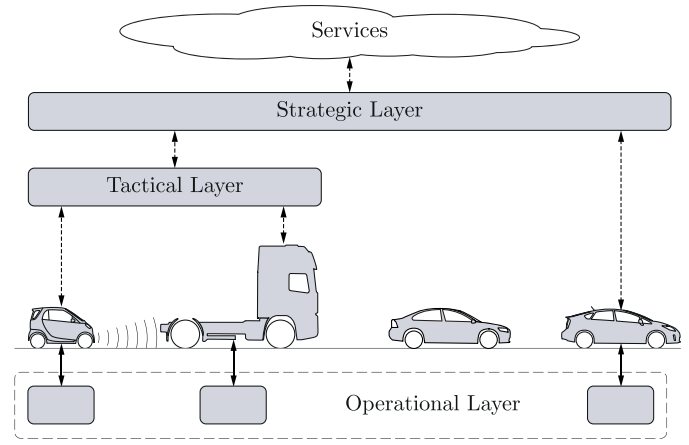 Services
Strategic Layer
Tactical Layer
Operational Layer